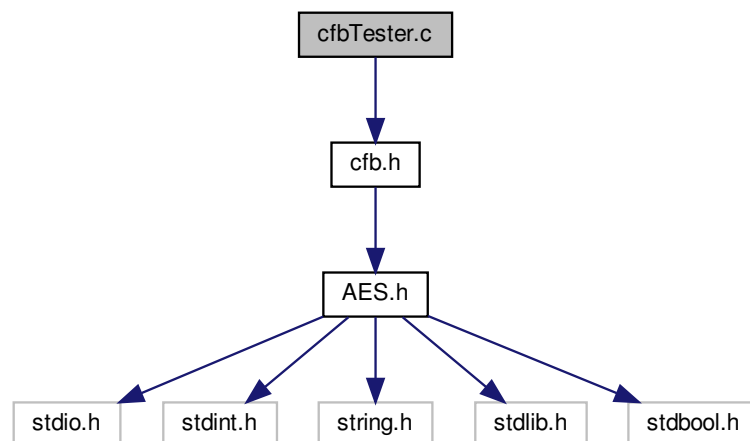 cfbTester.c
cfb.h
AES.h
stdio.h
stdint.h
string.h
stdlib.h
stdbool.h